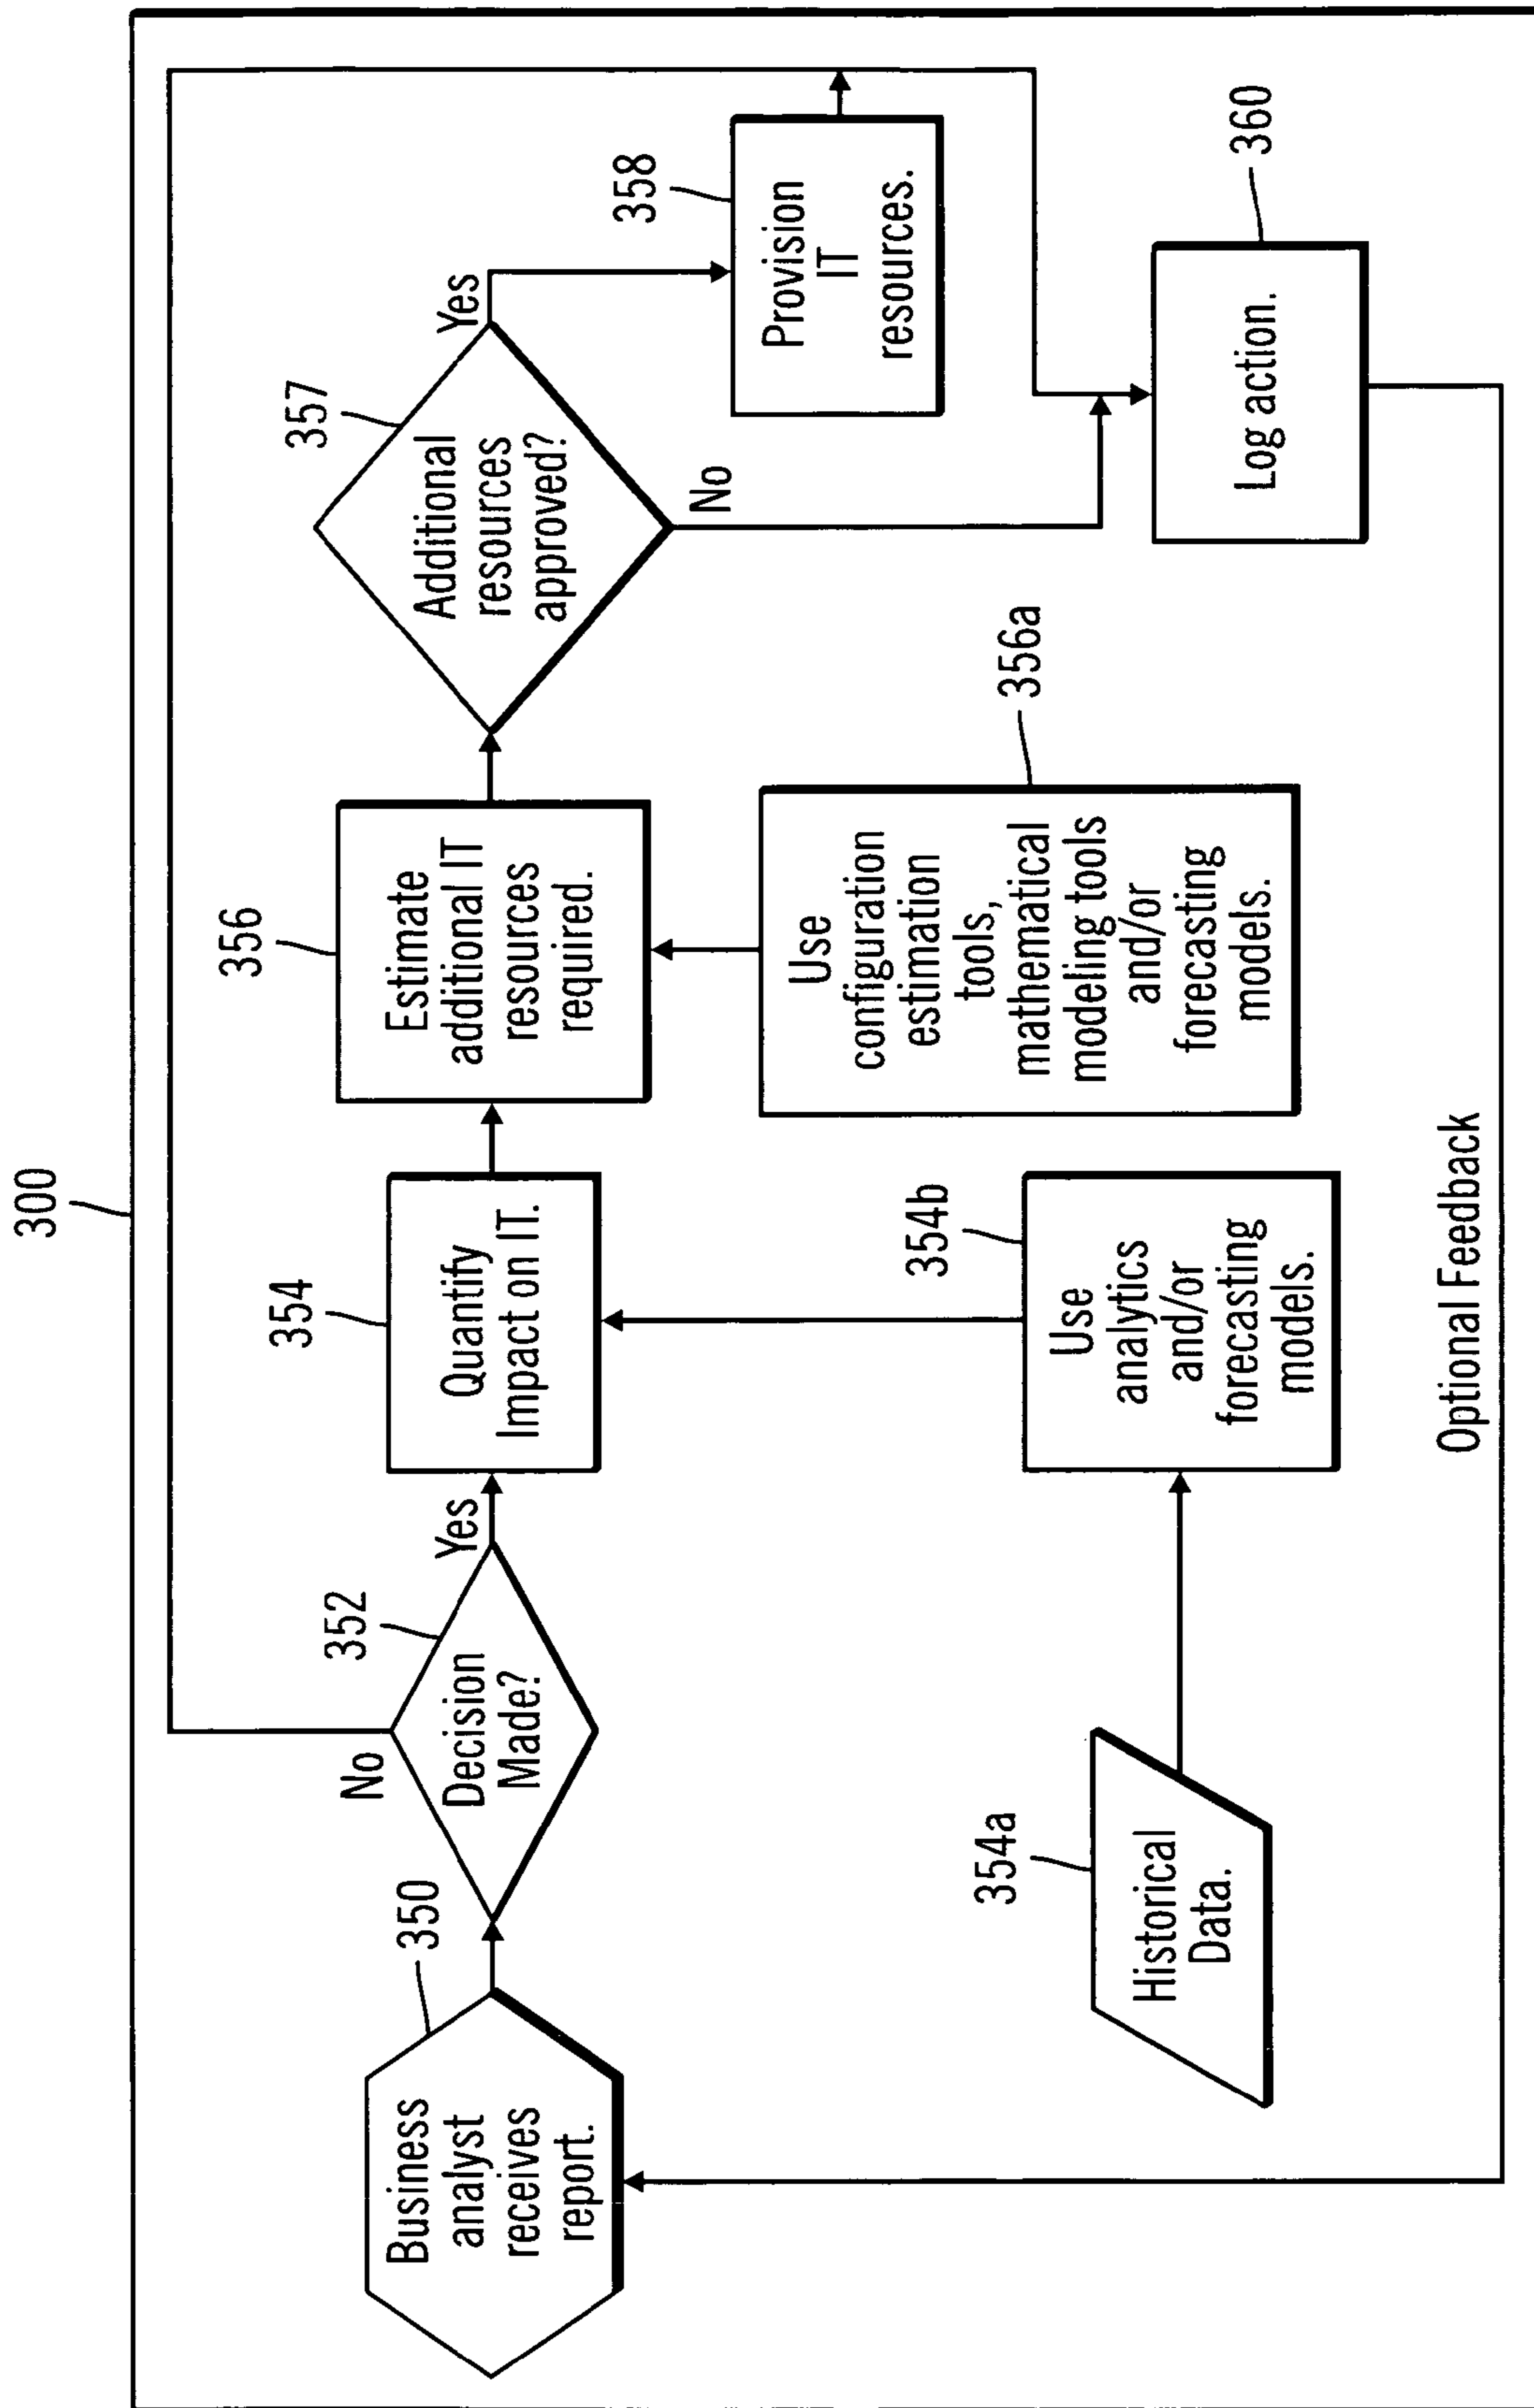 300
350
Business
analyst
receives
report.
352
Decision
Made?
No
Yes
354
Quantify
Impact on IT.
356
Estimate
additional IT
resources
required.
357
Additional
resources
approved?
Yes
No
358
Provision
IT
resources.
354a
Historical
Data.
354b
Use
analytics
and/or
forecasting
models.
356a
Use
configuration
estimation
tools,
mathematical
modeling tools
and/or
forecasting
models.
360
Log action.
Optional Feedback